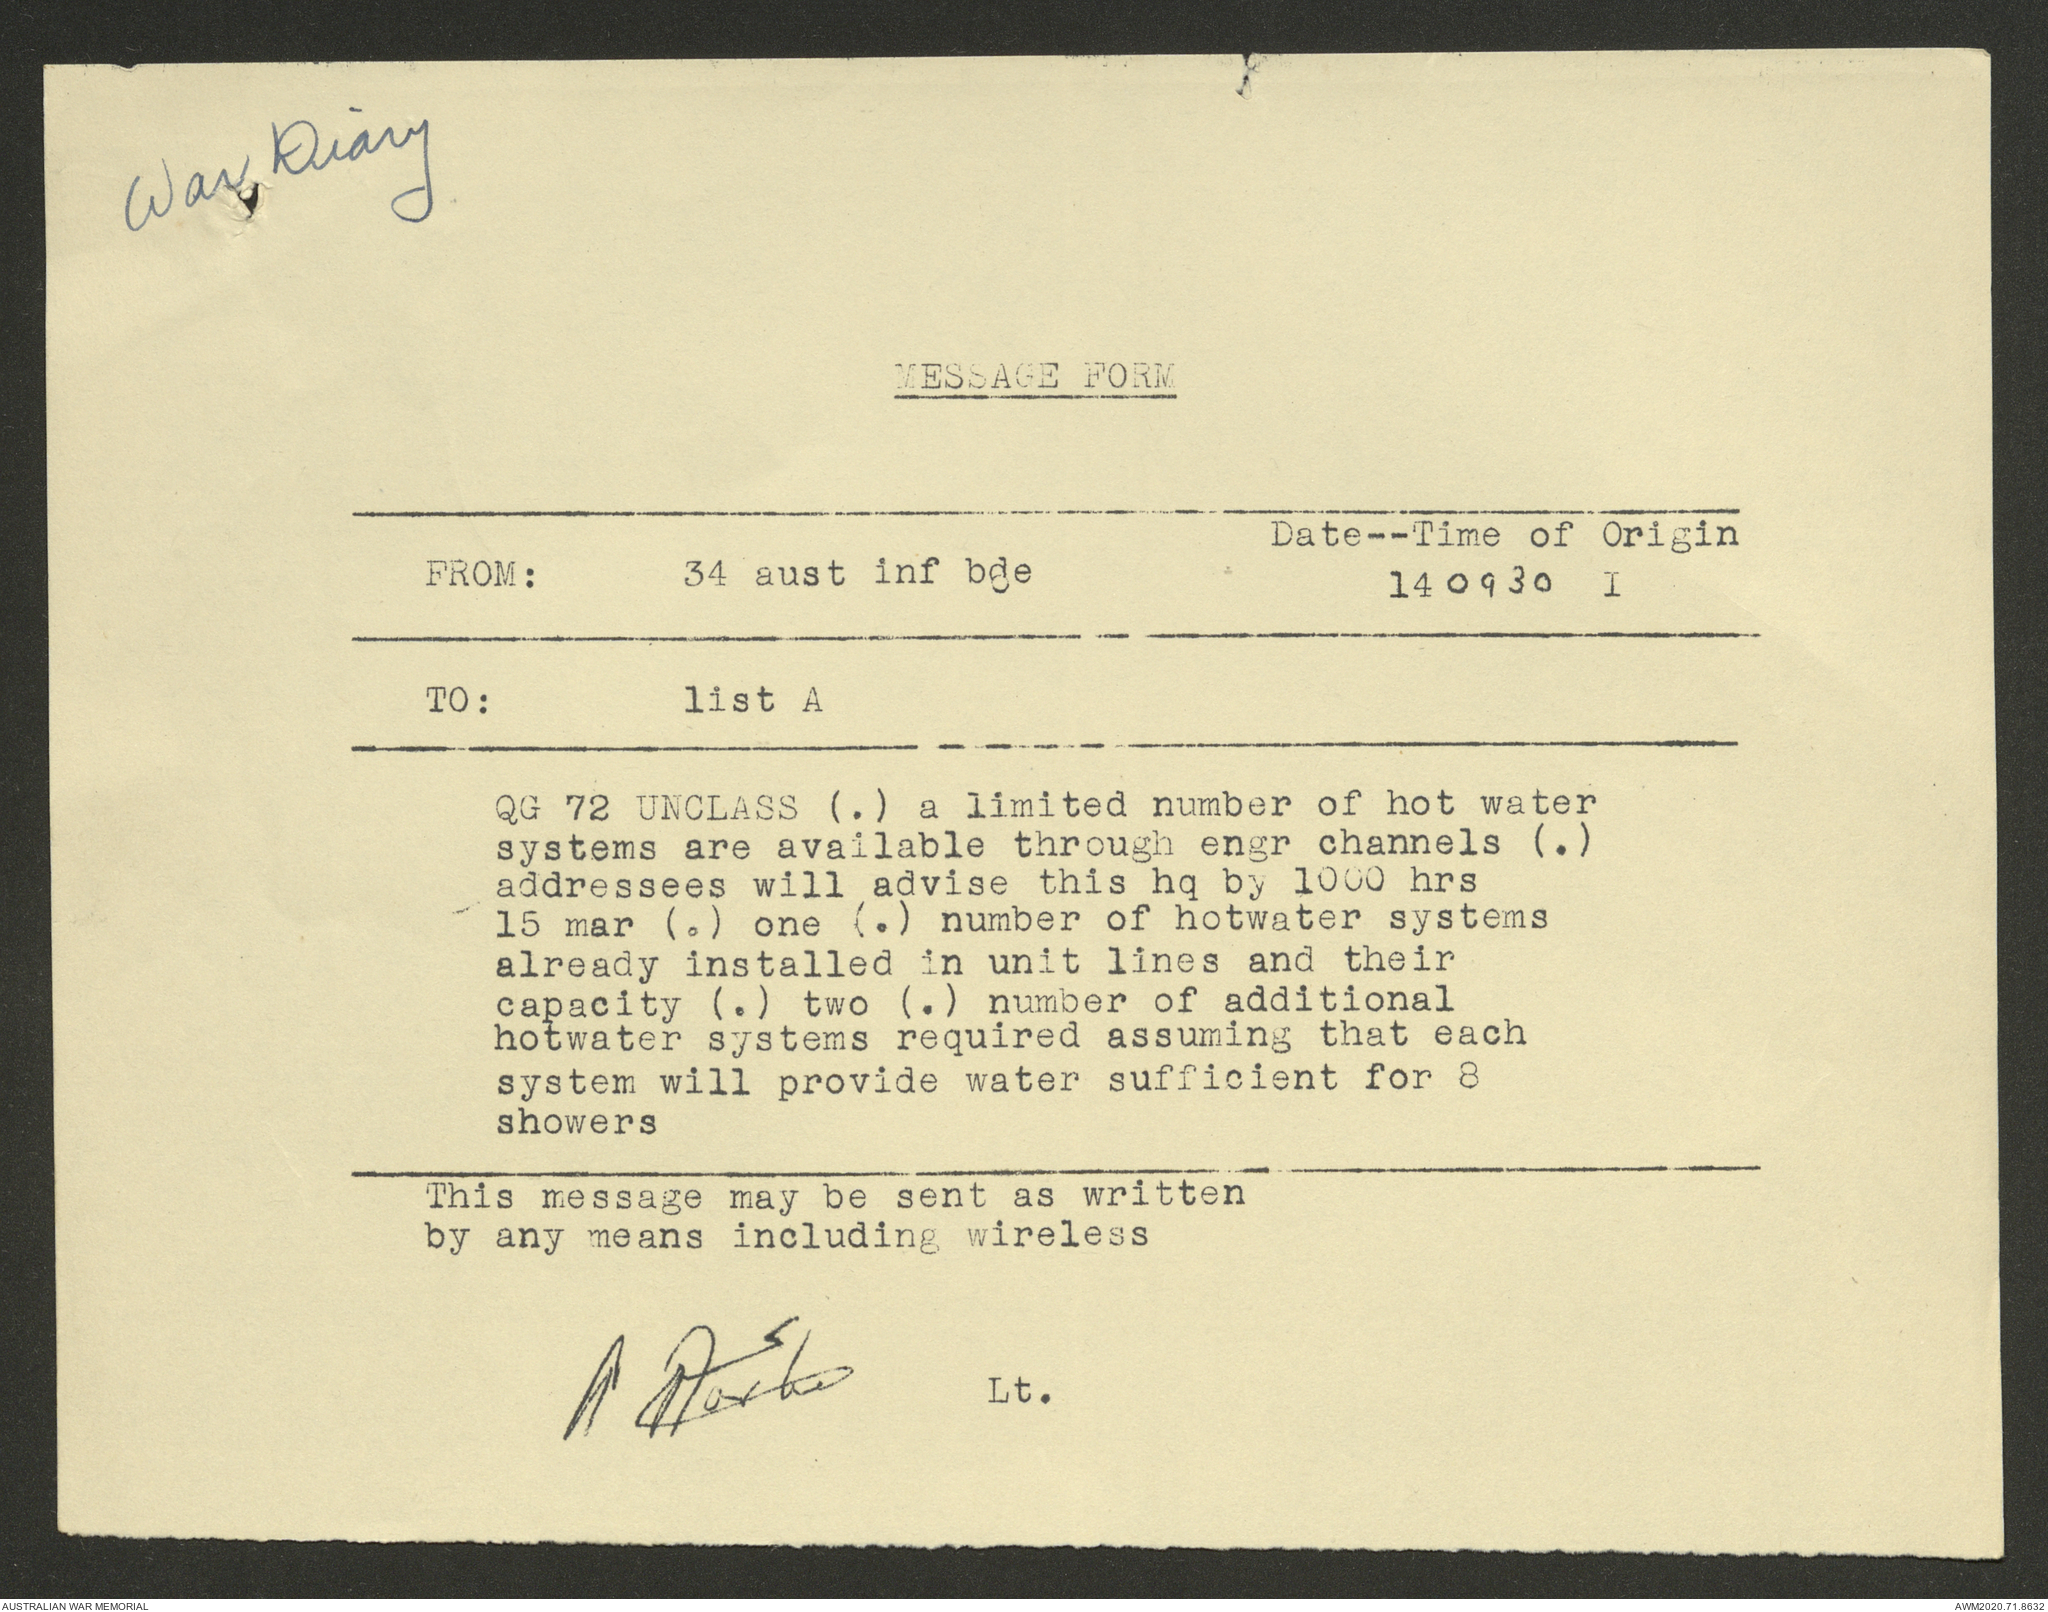 War Diary
MESSAGE FORM
Date--Time of Origin
FROM: 34 aust inf bde
140930 I
TO: list A
QG 72 UNCLASS (.) a limited number of hot water
systems are available through engr channels (.)
addressees will advise this hq by 1000 hrs
15 mar (.) one (.) number of hotwater systems
already installed in unit lines and their
capacity (.) two (.) number of additional
hotwater systems required assuming that each
system will provide water sufficient for 8
showers
This message may be sent as written
by any means including wireless
Lt.
AUSTRALIAN WAR MEMORIAL
AWM2020.71.8632